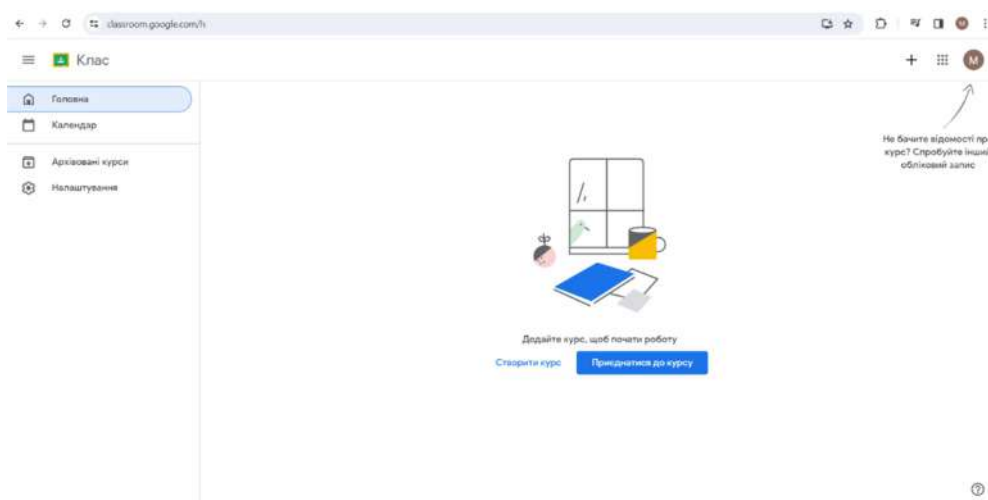 classroom.google.com/h
Клас
M
Головна
Календар
Архівовані курси
Налаштування
Не бачите відомості пр
курс? Спробуйте інши
обліковий запис
Додайте курс, щоб почати роботу
Створити курс
Приєднатися до курсу